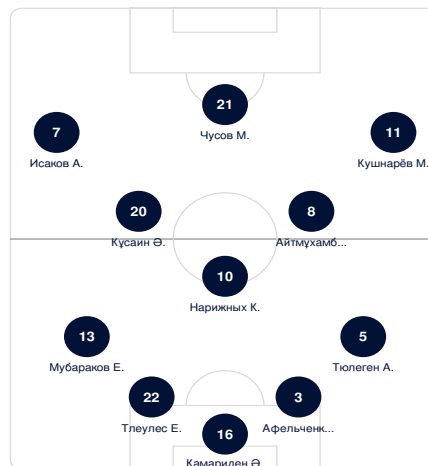 21
Чусов М.
7
Исаков А.
11
Кушнарёв М.
20
Құсаин Ә.
8
Айтмұхамб...
10
Нарижных К.
13
Мубараков Е.
5
Тюлеген А.
22
Тлеулес Е.
3
Афельченк...
16
Камариден Ә.